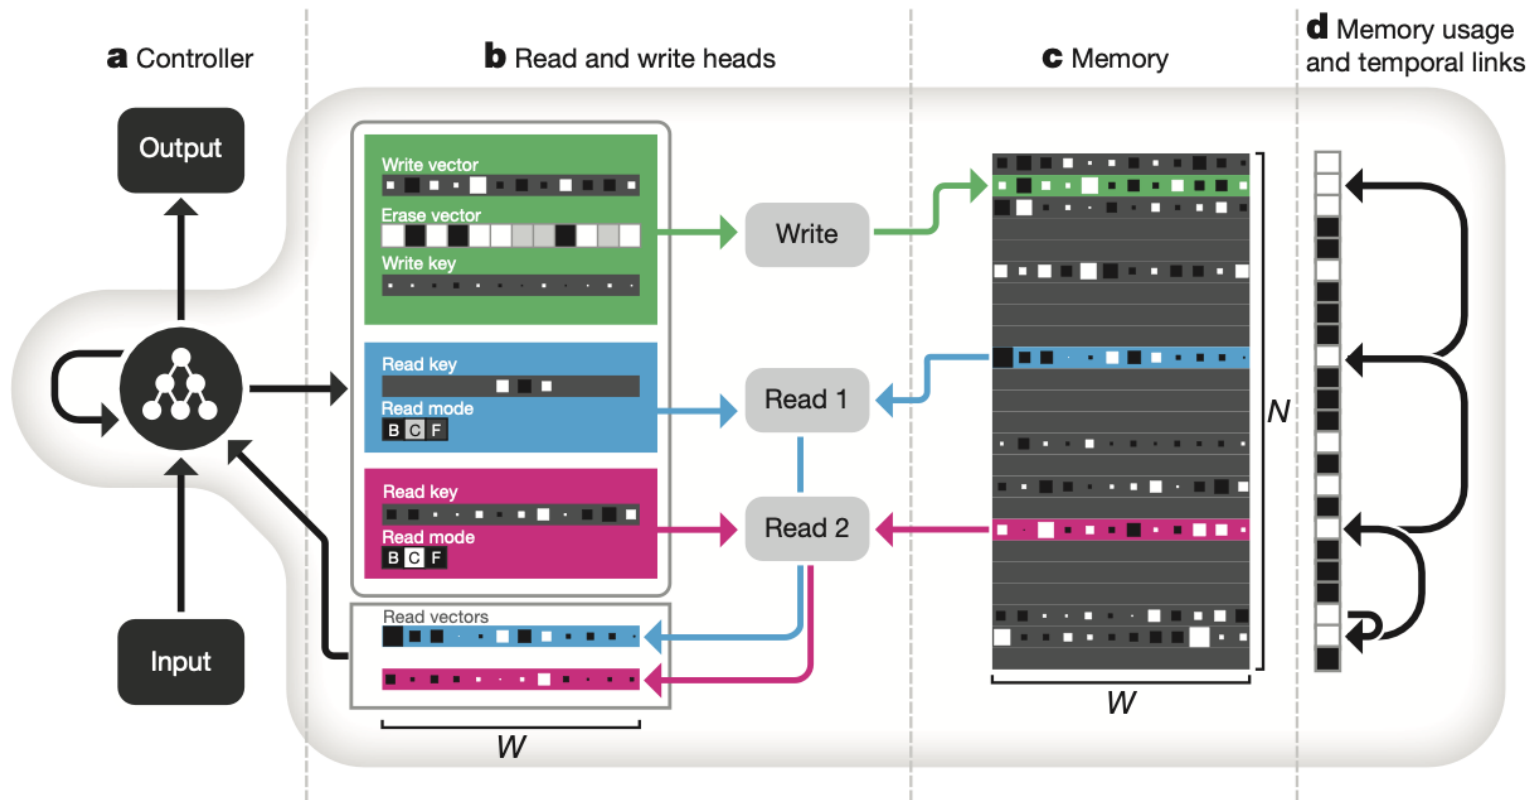 a Controller
b Read and write heads
c Memory
d Memory usage
and temporal links
Output
Input
Write vector
Erase vector
Write key
Read key
Read mode
B C F
Read key
Read mode
B C F
Read vectors
W
Write
Read 1
Read 2
N
W